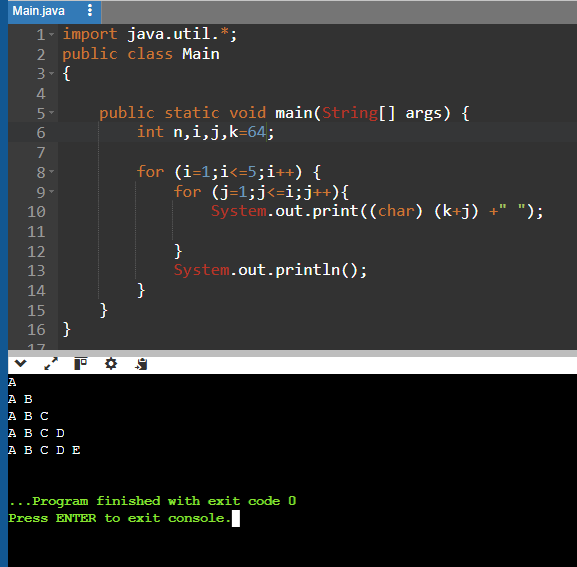 Main.java
1 import java.util.*;
2 public class Main
3 {
4
5 public static void main(String[] args) {
6 int n,i,j,k=64;
7
8 for (i=1;i<=5;i++) {
9 for (j=1;j<=i;j++){
10 System.out.print((char) (k+j) +" ");
11
12 }
13 System.out.println();
14 }
15 }
16 }
17
A
A B
A B C
A B C D
A B C D E
...Program finished with exit code 0
Press ENTER to exit console.